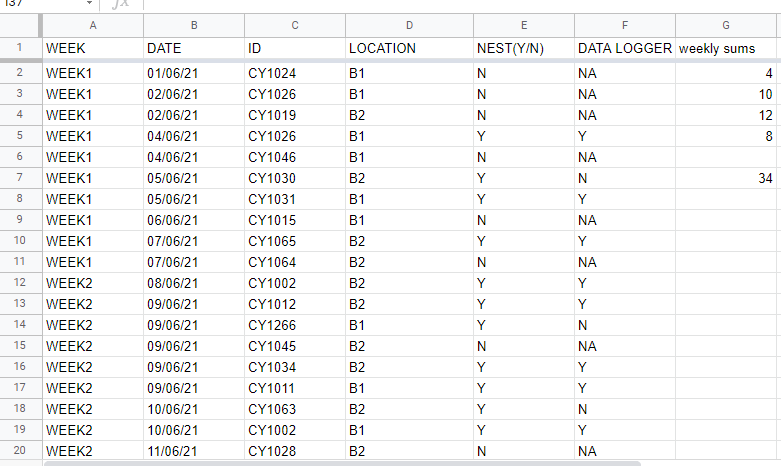 A B C D E F G
1 WEEK DATE ID LOCATION NEST(Y/N) DATA LOGGER weekly sums
2 WEEK1 01/06/21 CY1024 B1 N NA 4
3 WEEK1 02/06/21 CY1026 B1 N NA 10
4 WEEK1 02/06/21 CY1019 B2 N NA 12
5 WEEK1 04/06/21 CY1026 B1 Y Y 8
6 WEEK1 04/06/21 CY1046 B1 N NA
7 WEEK1 05/06/21 CY1030 B2 Y N 34
8 WEEK1 05/06/21 CY1031 B1 Y Y
9 WEEK1 06/06/21 CY1015 B1 N NA
10 WEEK1 07/06/21 CY1065 B2 Y Y
11 WEEK1 07/06/21 CY1064 B2 N NA
12 WEEK2 08/06/21 CY1002 B2 Y Y
13 WEEK2 09/06/21 CY1012 B2 Y Y
14 WEEK2 09/06/21 CY1266 B1 Y N
15 WEEK2 09/06/21 CY1045 B2 N NA
16 WEEK2 09/06/21 CY1034 B2 Y Y
17 WEEK2 09/06/21 CY1011 B1 Y Y
18 WEEK2 10/06/21 CY1063 B2 Y N
19 WEEK2 10/06/21 CY1002 B1 Y Y
20 WEEK2 11/06/21 CY1028 B2 N NA